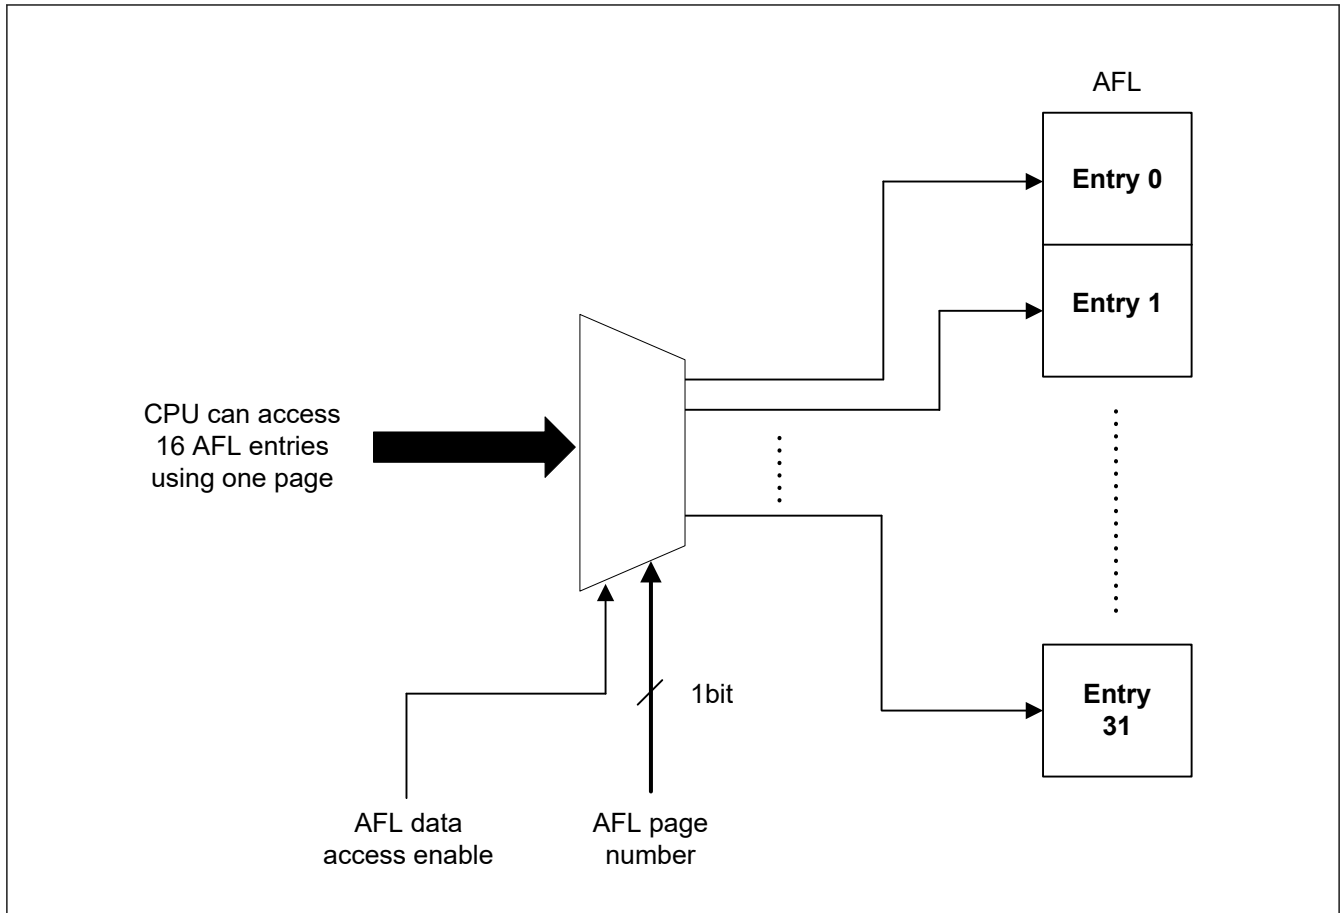 AFL
Entry 0
Entry 1
CPU can access
16 AFL entries
using one page
1bit
Entry
31
AFL data
access enable
AFL page
number